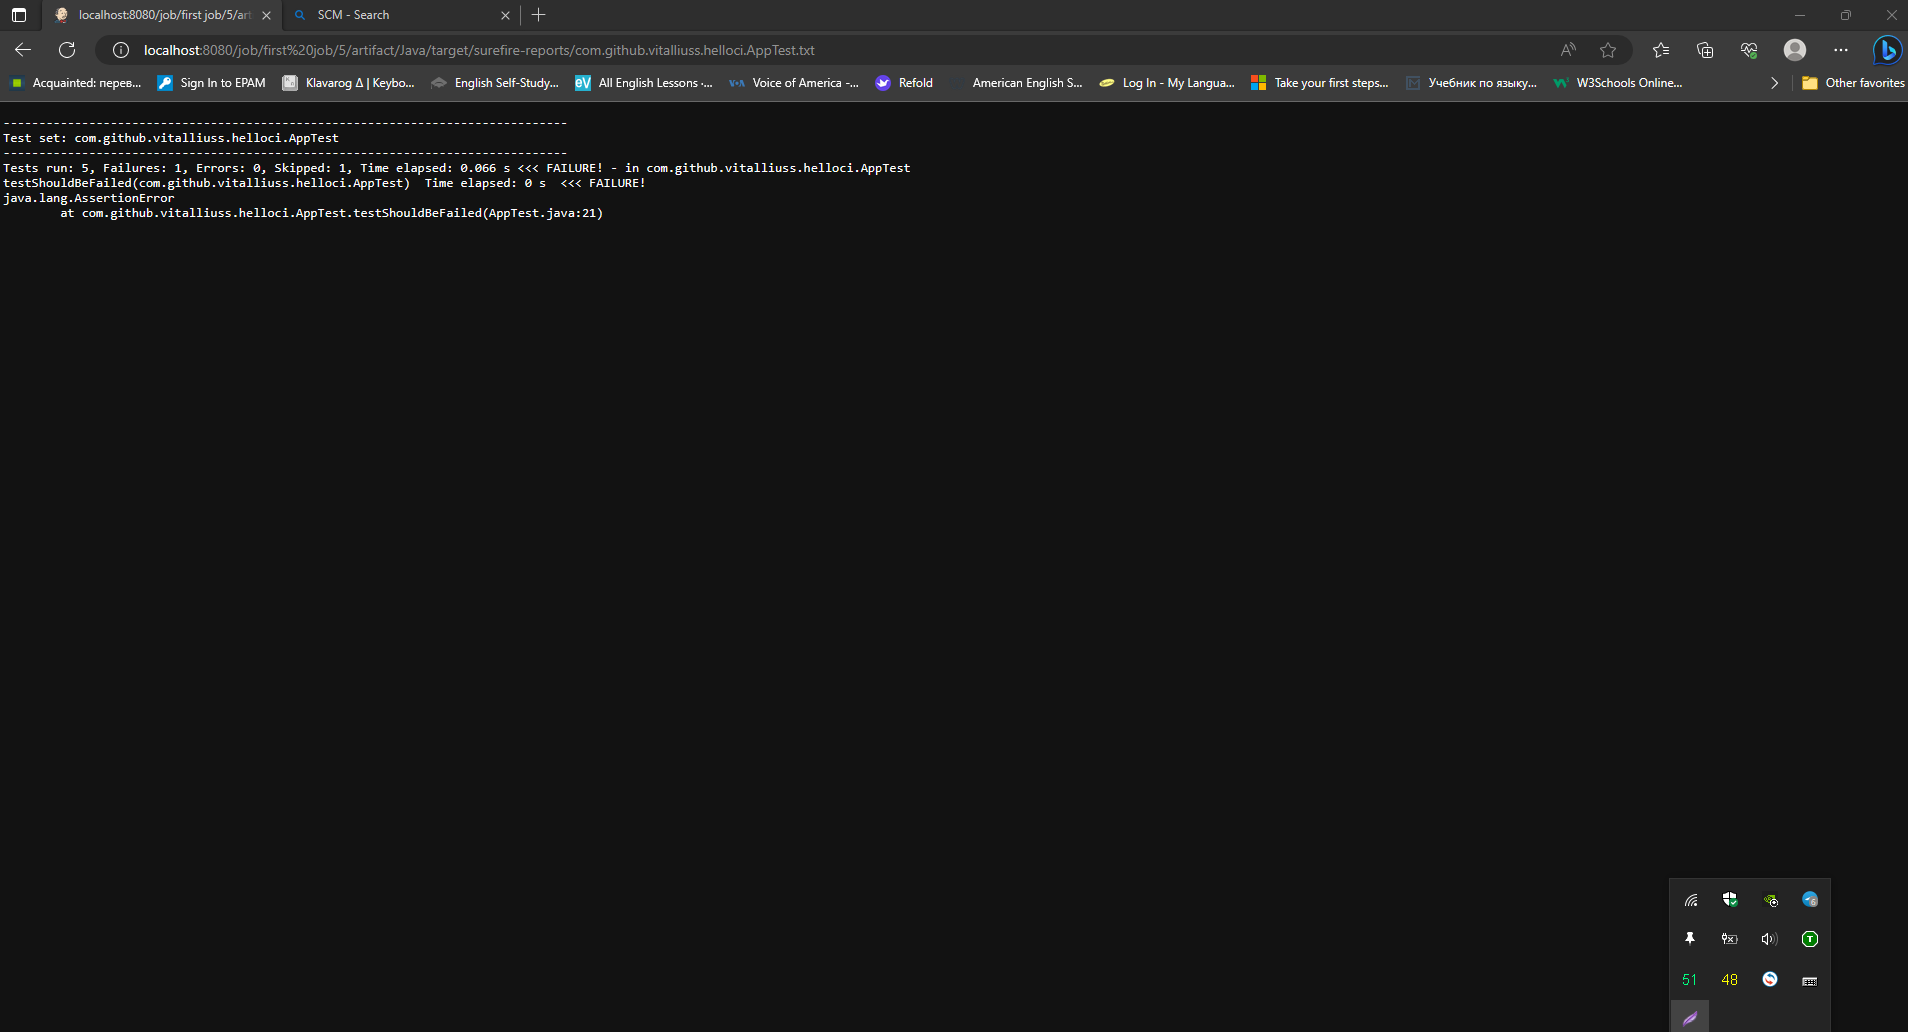 localhost:8080/job/first job/5/art
SCM - Search
localhost:8080/job/first%20job/5/artifact/Java/target/surefire-reports/com.github.vitalliuss.helloci.AppTest.txt
Acquainted: перев...
Sign In to EPAM
Klavarog Δ | Keybo...
English Self-Study...
All English Lessons -...
Voice of America -...
Refold
American English S...
Log In - My Langua...
Take your first steps...
Учебник по языку...
W3Schools Online...
Other favorites
-------------------------------------------------------------------------------
Test set: com.github.vitalliuss.helloci.AppTest
-------------------------------------------------------------------------------
Tests run: 5, Failures: 1, Errors: 0, Skipped: 1, Time elapsed: 0.066 s <<< FAILURE! - in com.github.vitalliuss.helloci.AppTest
testShouldBeFailed(com.github.vitalliuss.helloci.AppTest)  Time elapsed: 0 s  <<< FAILURE!
java.lang.AssertionError
	at com.github.vitalliuss.helloci.AppTest.testShouldBeFailed(AppTest.java:21)
6
T
51
48